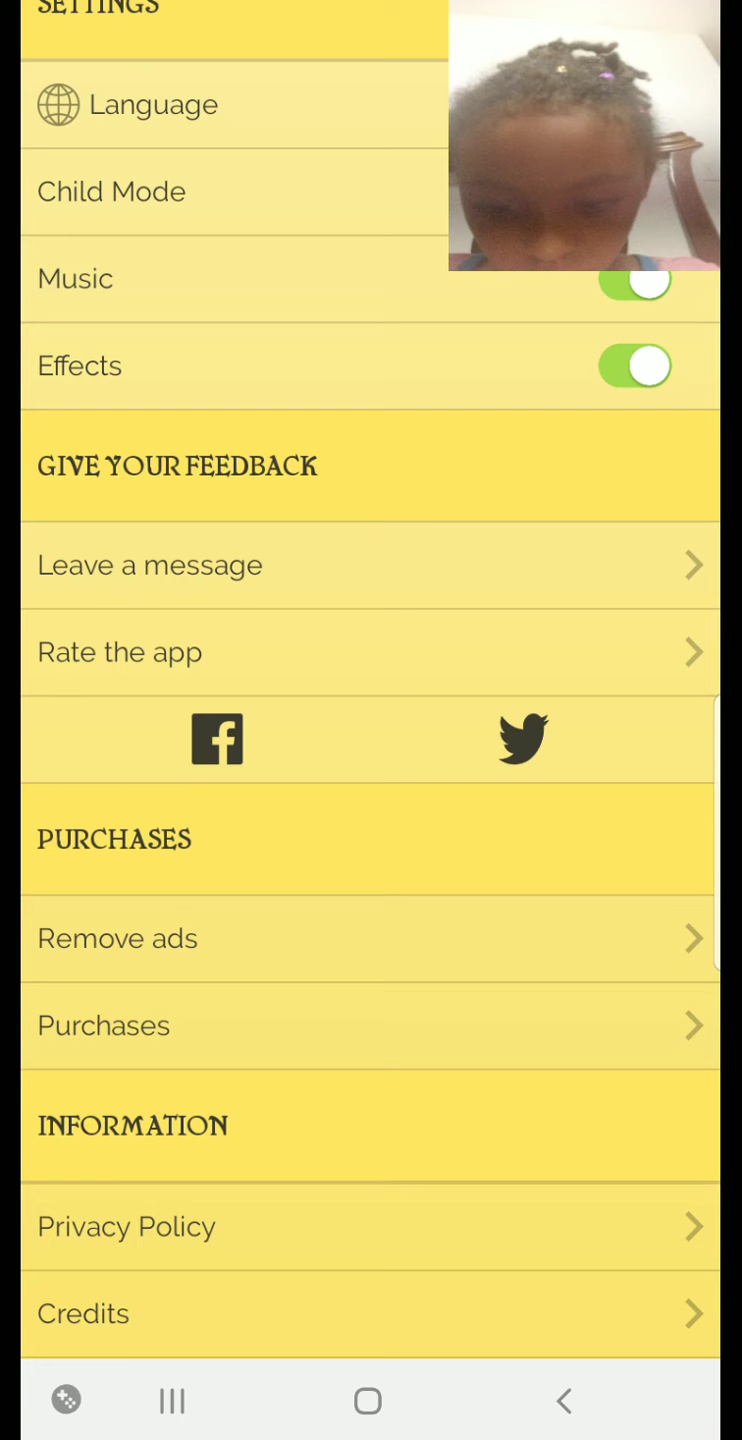 SETTINGS
Language
Child Mode
Music
Effects
GIVE YOUR FEEDBACK
Leave a message
Rate the app
PURCHASES
Remove ads
Purchases
INFORMATION
Privacy Policy
Credits